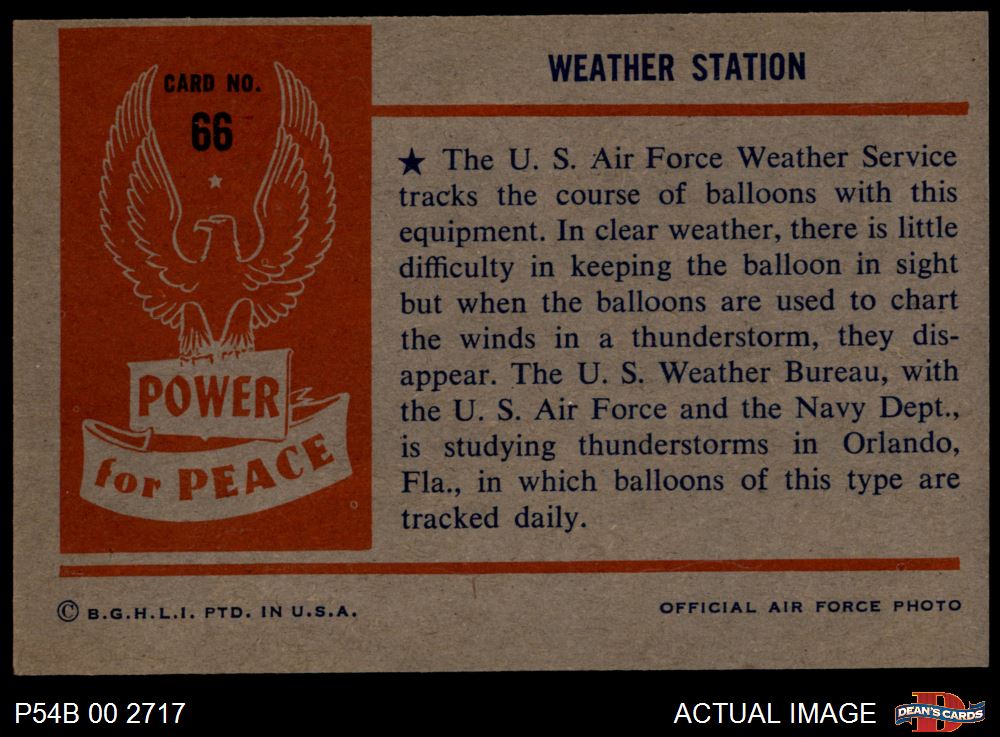 CARD NO.
66
POWER
for PEACE
WEATHER STATION
★ The U. S. Air Force Weather Service
tracks the course of balloons with this
equipment. In clear weather, there is little
difficulty in keeping the balloon in sight
but when the balloons are used to chart
the winds in a thunderstorm, they dis-
appear. The U. S. Weather Bureau, with
the U. S. Air Force and the Navy Dept.,
is studying thunderstorms in Orlando,
Fla., in which balloons of this type are
tracked daily.
© B.G.H.L.I. PTD. IN U.S.A.
OFFICIAL AIR FORCE PHOTO
P54B 00 2717
ACTUAL IMAGE
DEAN'S CARDS